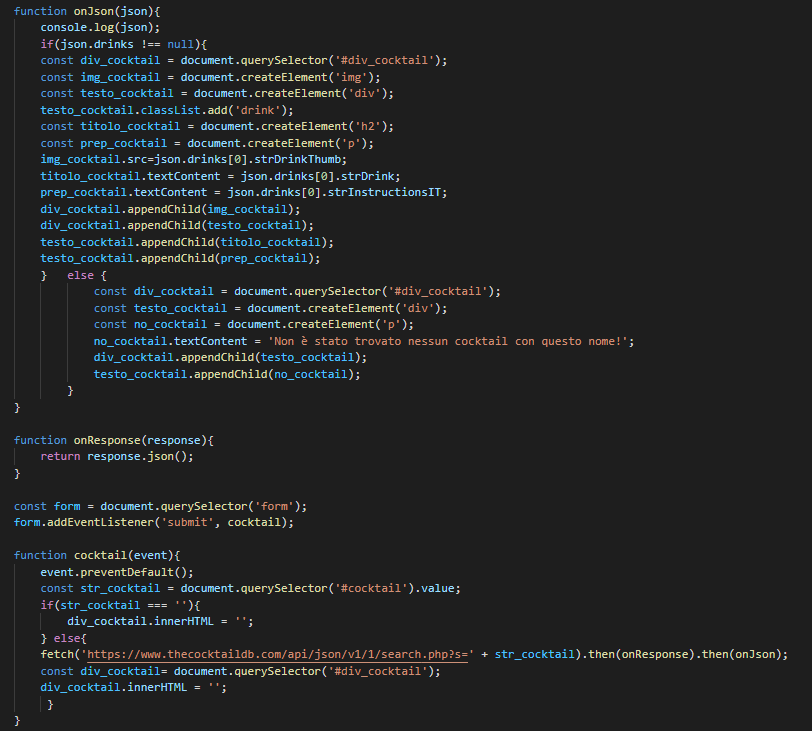 function onJson(json){
console.log(json);
if(json.drinks !== null){
const div_cocktail = document.querySelector('#div_cocktail');
const img_cocktail = document.createElement('img');
const testo_cocktail = document.createElement('div');
testo_cocktail.classList.add('drink');
const titolo_cocktail = document.createElement('h2');
const prep_cocktail = document.createElement('p');
img_cocktail.src=json.drinks[0].strDrinkThumb;
titolo_cocktail.textContent = json.drinks[0].strDrink;
prep_cocktail.textContent = json.drinks[0].strInstructionsIT;
div_cocktail.appendChild(img_cocktail);
div_cocktail.appendChild(testo_cocktail);
testo_cocktail.appendChild(titolo_cocktail);
testo_cocktail.appendChild(prep_cocktail);
} else {
const div_cocktail = document.querySelector('#div_cocktail');
const testo_cocktail = document.createElement('div');
const no_cocktail = document.createElement('p');
no_cocktail.textContent = 'Non è stato trovato nessun cocktail con questo nome!';
div_cocktail.appendChild(testo_cocktail);
testo_cocktail.appendChild(no_cocktail);
}
}
function onResponse(response){
return response.json();
}
const form = document.querySelector('form');
form.addEventListener('submit', cocktail);
function cocktail(event){
event.preventDefault();
const str_cocktail = document.querySelector('#cocktail').value;
if(str_cocktail === ''){
div_cocktail.innerHTML = '';
} else{
fetch('https://www.thecocktaildb.com/api/json/v1/1/search.php?s=' + str_cocktail).then(onResponse).then(onJson);
const div_cocktail= document.querySelector('#div_cocktail');
div_cocktail.innerHTML = '';
}
}